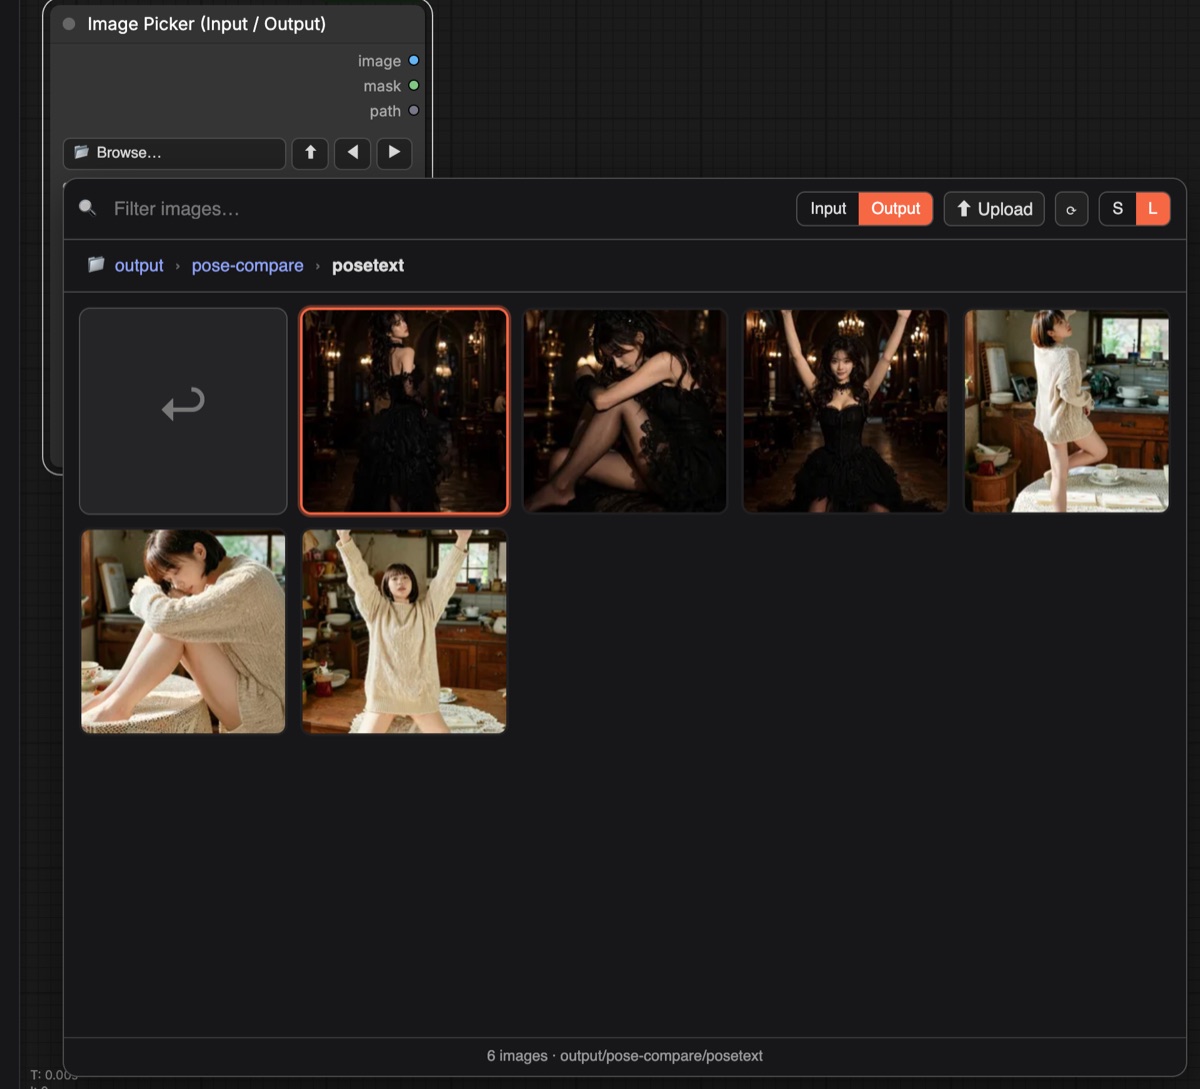 Image Picker (Input / Output)
image
mask
path
Browse...
Filter images...
Input
Output
Upload
S
L
output › pose-compare › posetext
6 images · output/pose-compare/posetext